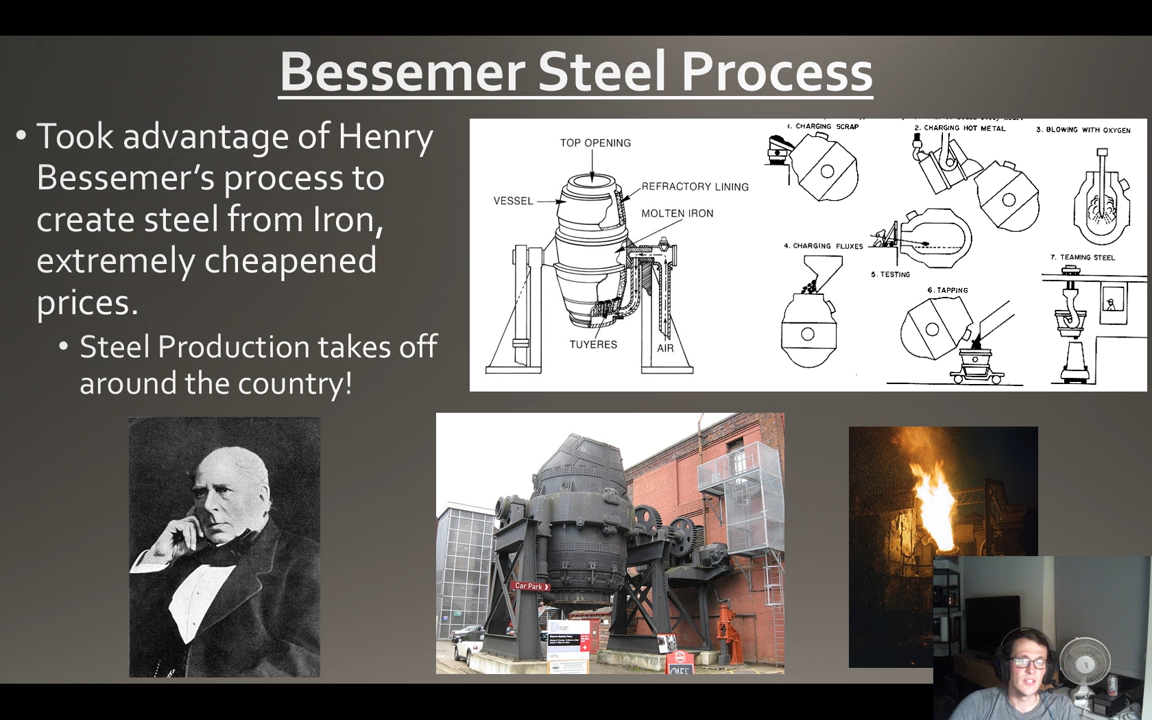 Bessemer Steel Process
• Took advantage of Henry
Bessemer's process to
create steel from Iron,
extremely cheapened
prices.
• Steel Production takes off
around the country!
TOP OPENING
VESSEL
REFRACTORY LINING
MOLTEN IRON
TUYERES
AIR
1. CHARGING SCRAP
2. CHARGING HOT METAL
3. BLOWING WITH OXYGEN
4. CHARGING FLUXES
5. TESTING
6. TAPPING
7. TEAMING STEEL
Car Park